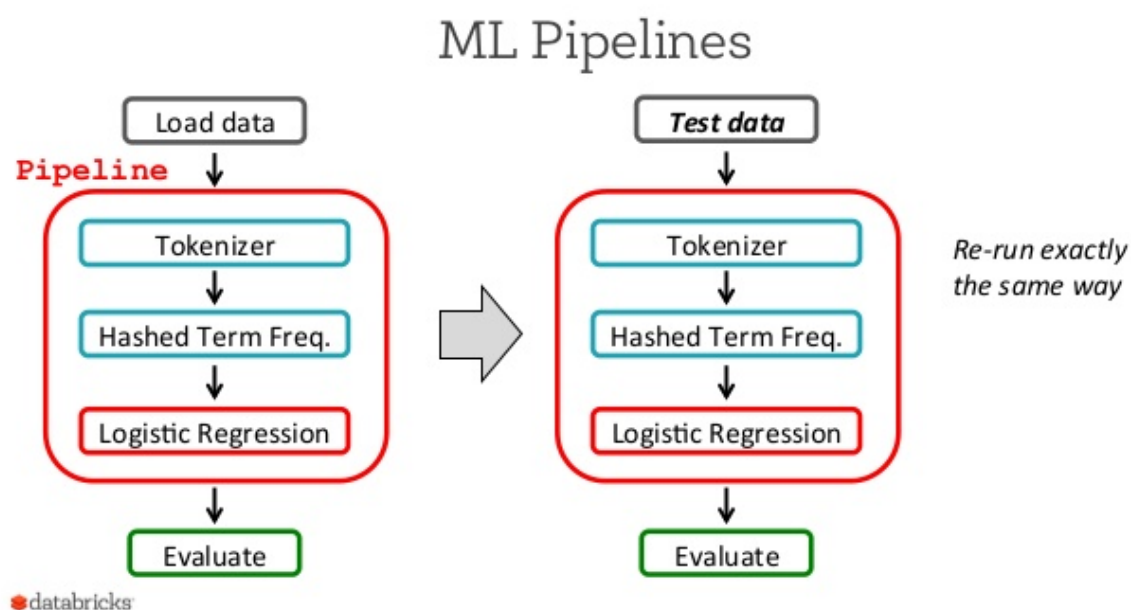 ML Pipelines
Load data
Pipeline
Tokenizer
Hashed Term Freq.
Logistic Regression
Evaluate
Test data
Tokenizer
Hashed Term Freq.
Logistic Regression
Evaluate
Re-run exactly
the same way
databricks